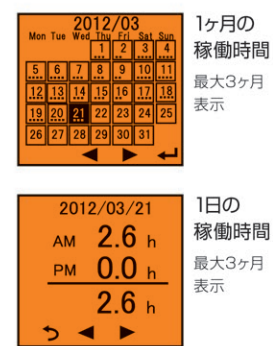 2012/03
Mon Tue Wed Thu Fri Sat Sun
1 2 3 4
5 6 7 8 9 10 11
12 13 14 15 16 17 18
19 20 21 22 23 24 25
26 27 28 29 30 31
1ヶ月の
稼働時間
最大3ヶ月
表示
2012/03/21
AM 2.6 h
PM 0.0 h
2.6 h
1日の
稼働時間
最大3ヶ月
表示